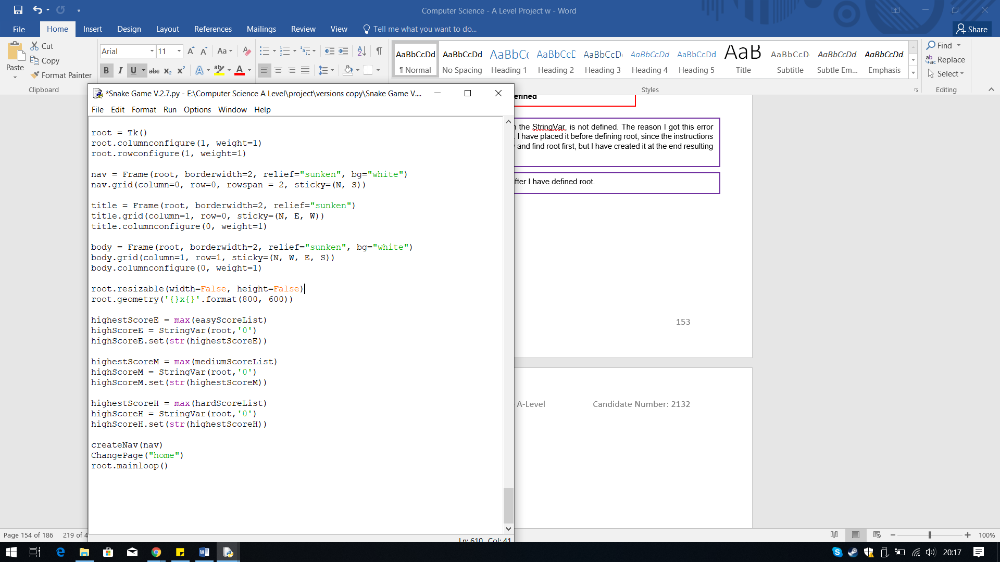 Computer Science - A Level Project w - Word
File Home Insert Design Layout References Mailings Review View Tell me what you want to do... Share
Cut
Copy
Format Painter
Paste
Clipboard
Arial 11
AaBbCcDd AaBbCcDd AaBbC AaBbCcD AaBbCcD AaBbCcDd AaBbCcDd AaB AaBbCcD AaBbCcDd AaBbCcDd
¶ Normal No Spacing Heading 1 Heading 2 Heading 3 Heading 4 Heading 5 Title Subtitle Subtle Em... Emphasis
Styles
Find
Replace
Select
Editing
*Snake Game V.2.7.py - E:\Computer Science A Level\project\versions copy\Snake Game V....
File Edit Format Run Options Window Help
root = Tk()
root.columnconfigure(1, weight=1)
root.rowconfigure(1, weight=1)
nav = Frame(root, borderwidth=2, relief="sunken", bg="white")
nav.grid(column=0, row=0, rowspan = 2, sticky=(N, S))
title = Frame(root, borderwidth=2, relief="sunken")
title.grid(column=1, row=0, sticky=(N, E, W))
title.columnconfigure(0, weight=1)
body = Frame(root, borderwidth=2, relief="sunken", bg="white")
body.grid(column=1, row=1, sticky=(N, W, E, S))
body.columnconfigure(0, weight=1)
root.resizable(width=False, height=False)
root.geometry('{}x{}'.format(800, 600))
highestScoreE = max(easyScoreList)
highScoreE = StringVar(root,'0')
highScoreE.set(str(highestScoreE))
highestScoreM = max(mediumScoreList)
highScoreM = StringVar(root,'0')
highScoreM.set(str(highestScoreM))
highestScoreH = max(hardScoreList)
highScoreH = StringVar(root,'0')
highScoreH.set(str(highestScoreH))
createNav(nav)
ChangePage("home")
root.mainloop()
Ln: 610 Col: 41
efined
the StringVar, is not defined. The reason I got this error
. I have placed it before defining root, since the instructions
and find root first, but I have created it at the end resulting
fter I have defined root.
153
A-Level Candidate Number: 2132
Page 154 of 186 219 of 4
100%
20:17